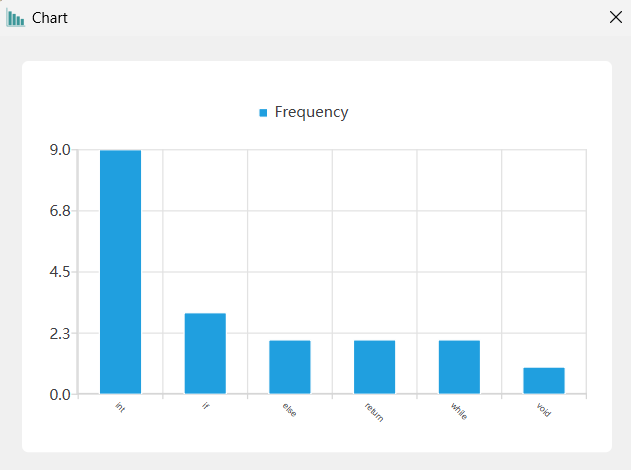 Chart
Frequency
9.0
6.8
4.5
2.3
0.0
int
if
else
return
while
void